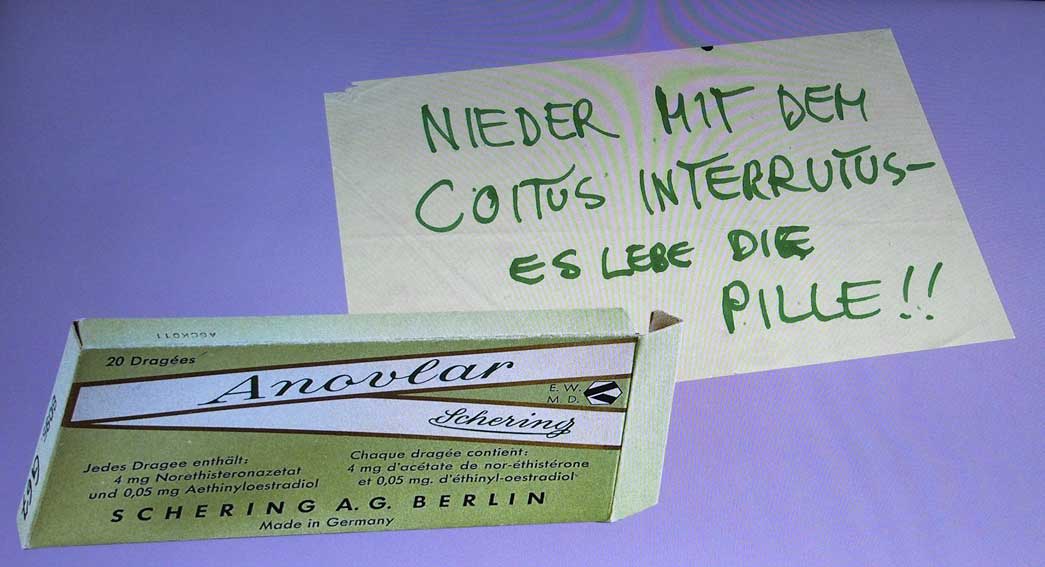 NIEDER MIT DEM
COITUS INTERRUTUS-
ES LEBE DIE
PILLE!!
AGCKO11
20 Dragées
Anovlar
E. W.
M. D.
Schering
Jedes Dragee enthält:
4 mg Norethisteronazetat
und 0,05 mg Aethinyloestradiol
Chaque dragée contient:
4 mg d'acétate de nor-éthistérone
et 0,05 mg. d'éthinyl-oestradiol
SCHERING A.G. BERLIN
Made in Germany